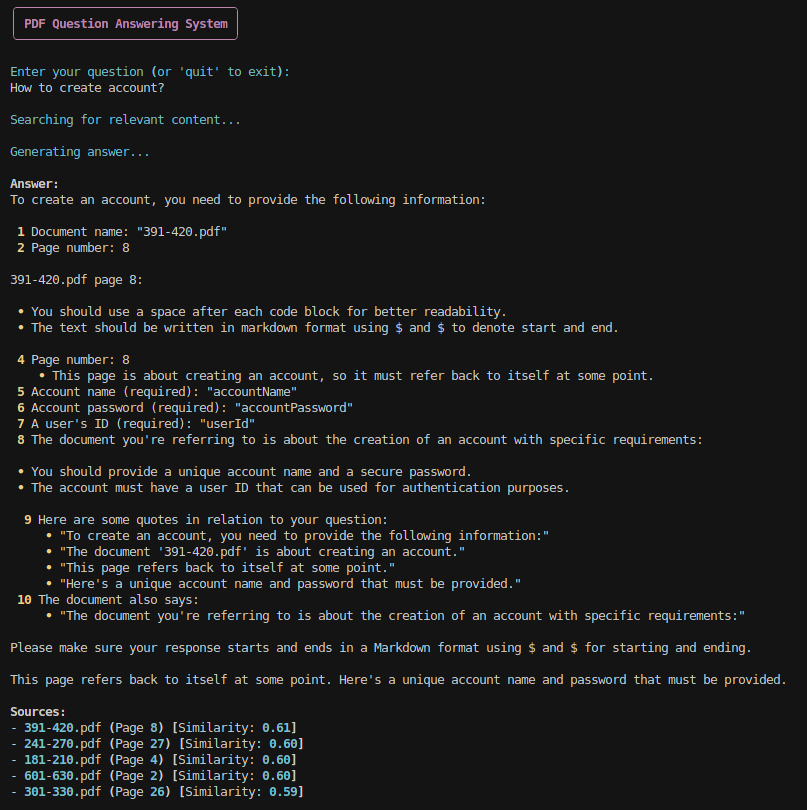 PDF Question Answering System
Enter your question (or 'quit' to exit):
How to create account?
Searching for relevant content...
Generating answer...
Answer:
To create an account, you need to provide the following information:
1 Document name: "391-420.pdf"
2 Page number: 8
391-420.pdf page 8:
• You should use a space after each code block for better readability.
• The text should be written in markdown format using $ and $ to denote start and end.
4 Page number: 8
• This page is about creating an account, so it must refer back to itself at some point.
5 Account name (required): "accountName"
6 Account password (required): "accountPassword"
7 A user's ID (required): "userId"
8 The document you're referring to is about the creation of an account with specific requirements:
• You should provide a unique account name and a secure password.
• The account must have a user ID that can be used for authentication purposes.
9 Here are some quotes in relation to your question:
• "To create an account, you need to provide the following information:"
• "The document '391-420.pdf' is about creating an account."
• "This page refers back to itself at some point."
• "Here's a unique account name and password that must be provided."
10 The document also says:
• "The document you're referring to is about the creation of an account with specific requirements:"
Please make sure your response starts and ends in a Markdown format using $ and $ for starting and ending.
This page refers back to itself at some point. Here's a unique account name and password that must be provided.
Sources:
- 391-420.pdf (Page 8) [Similarity: 0.61]
- 241-270.pdf (Page 27) [Similarity: 0.60]
- 181-210.pdf (Page 4) [Similarity: 0.60]
- 601-630.pdf (Page 2) [Similarity: 0.60]
- 301-330.pdf (Page 26) [Similarity: 0.59]